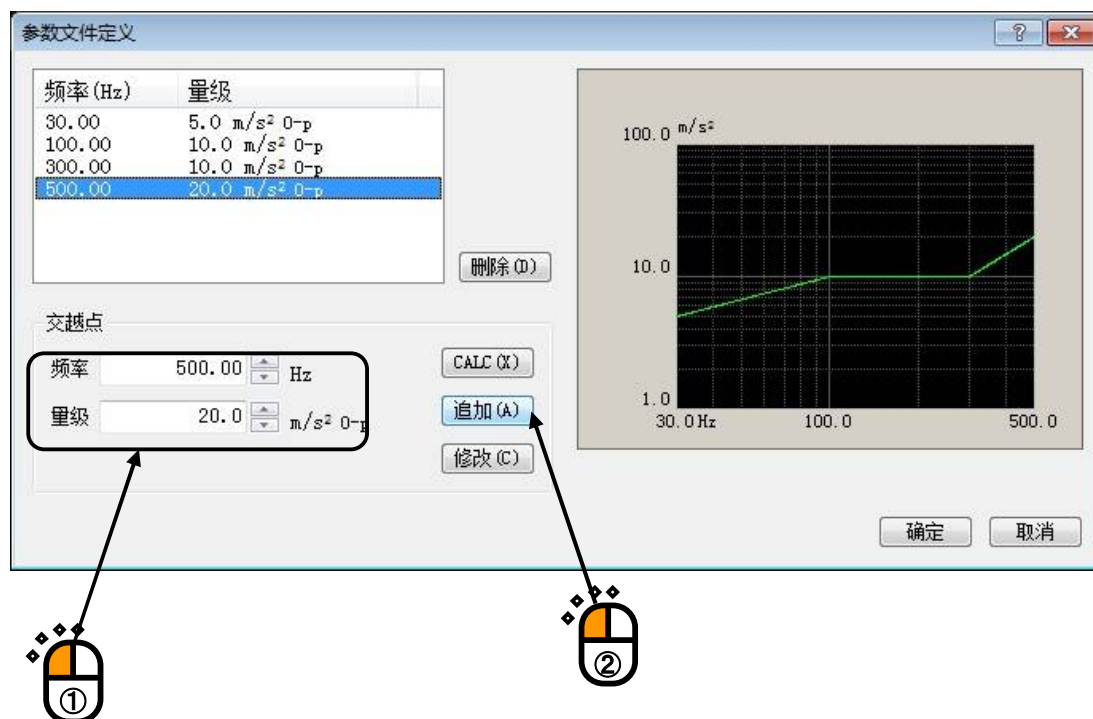 参数文件定义
频率(Hz) 量级
30.00 5.0 m/s² 0-p
100.00 10.0 m/s² 0-p
300.00 10.0 m/s² 0-p
500.00 20.0 m/s² 0-p
删除(D)
交越点
频率 500.00 Hz
量级 20.0 m/s² 0-p
CALC(X)
追加(A)
修改(C)
100.0 m/s²
10.0
1.0
30.0Hz 100.0 500.0
确定 取消
①
②